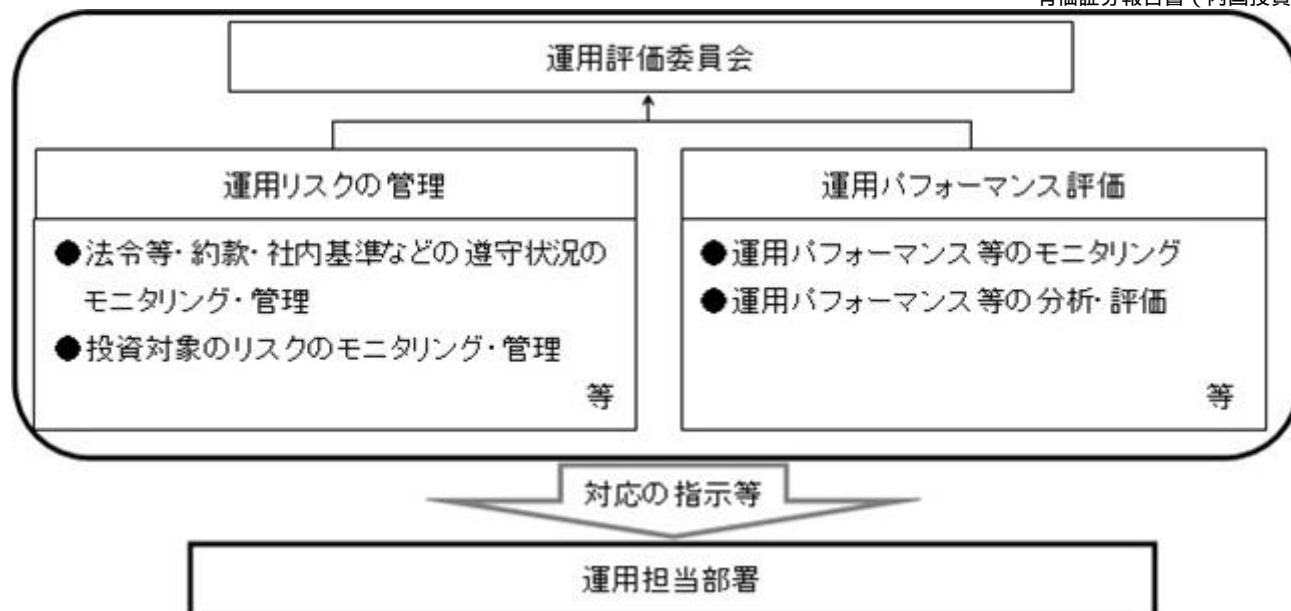 有価証券報告書(内国投資
運用評価委員会
運用リスクの管理
●法令等・約款・社内基準などの遵守状況の
モニタリング・管理
●投資対象のリスクのモニタリング・管理
等
運用パフォーマンス評価
●運用パフォーマンス等のモニタリング
●運用パフォーマンス等の分析・評価
等
対応の指示等
運用担当部署